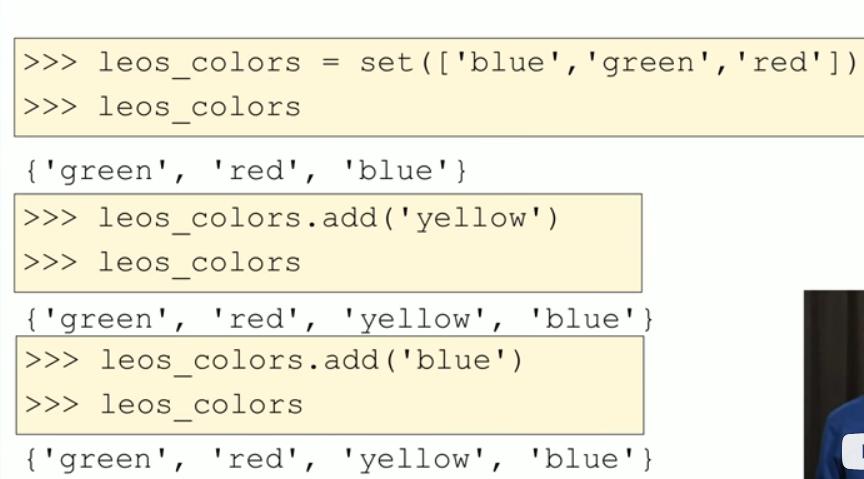 >>> leos_colors = set(['blue','green','red'])
>>> leos_colors
{'green', 'red', 'blue'}
>>> leos_colors.add('yellow')
>>> leos_colors
{'green', 'red', 'yellow', 'blue'}
>>> leos_colors.add('blue')
>>> leos_colors
{'green', 'red', 'yellow', 'blue'}